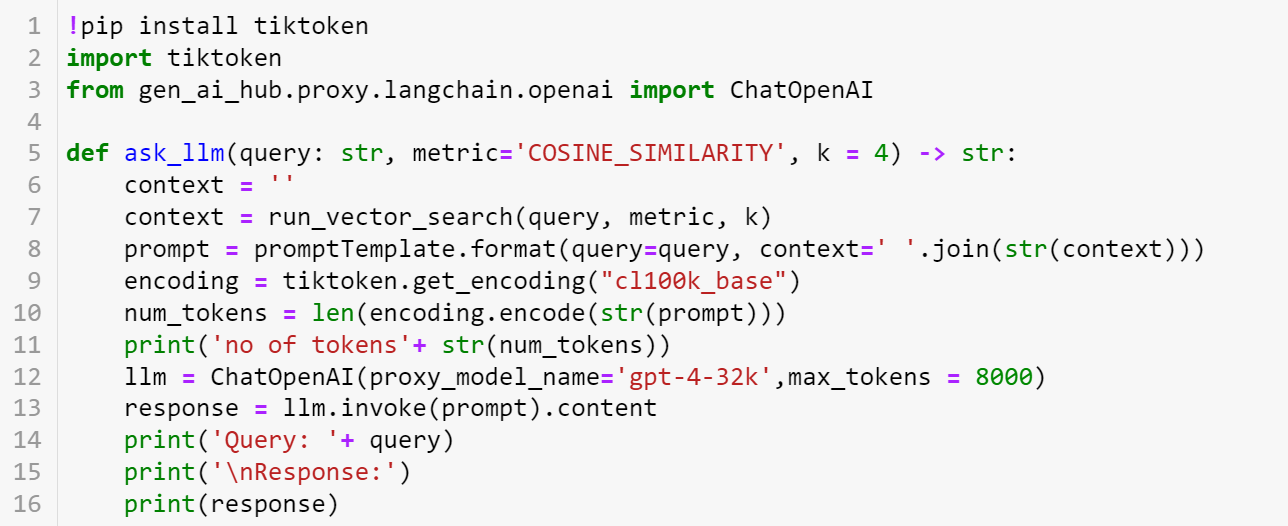 1 !pip install tiktoken
2 import tiktoken
3 from gen_ai_hub.proxy.langchain.openai import ChatOpenAI
4
5 def ask_llm(query: str, metric='COSINE_SIMILARITY', k = 4) -> str:
6     context = ''
7     context = run_vector_search(query, metric, k)
8     prompt = promptTemplate.format(query=query, context=' '.join(str(context)))
9     encoding = tiktoken.get_encoding("cl100k_base")
10     num_tokens = len(encoding.encode(str(prompt)))
11     print('no of tokens'+ str(num_tokens))
12     llm = ChatOpenAI(proxy_model_name='gpt-4-32k',max_tokens = 8000)
13     response = llm.invoke(prompt).content
14     print('Query: '+ query)
15     print('\nResponse:')
16     print(response)